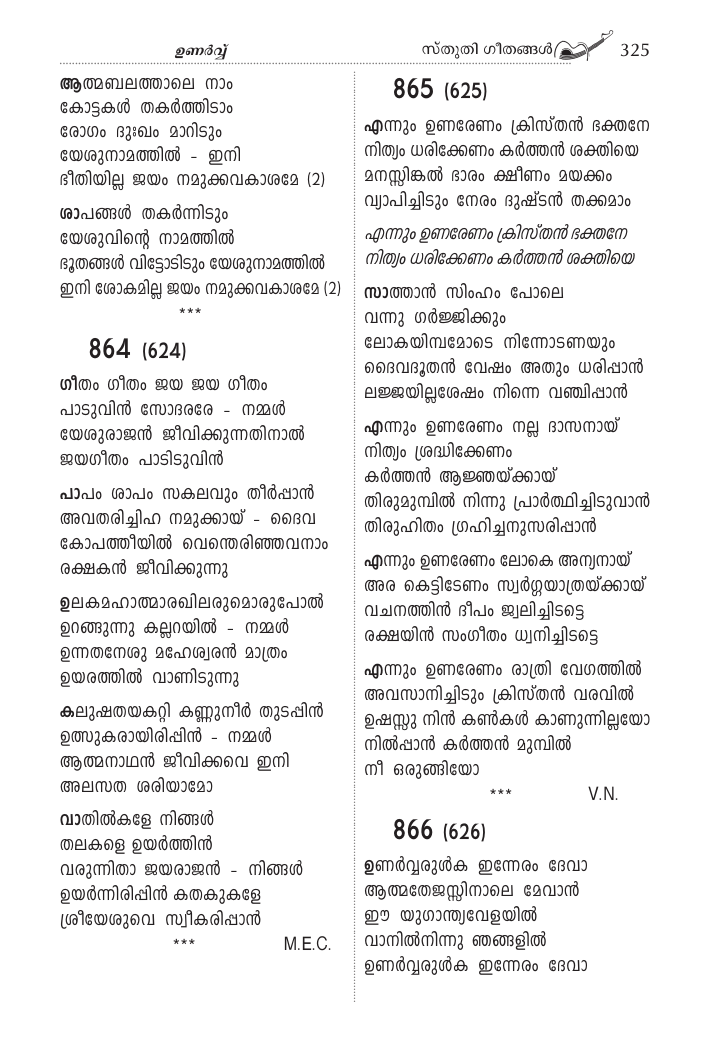 ഉണർവ്വ്
സ്തുതി ഗീതങ്ങൾ 325
ആത്മബലത്താലെ നാം
കോട്ടകൾ തകർത്തിടാം
രോഗം ദുഃഖം മാറിടും
യേശുനാമത്തിൽ - ഇനി
ഭീതിയില്ല ജയം നമുക്കവകാശമേ (2)
ശാപങ്ങൾ തകർന്നിടും
യേശുവിന്റെ നാമത്തിൽ
ഭൂതങ്ങൾ വിട്ടോടിടും യേശുനാമത്തിൽ
ഇനി ശോകമില്ല ജയം നമുക്കവകാശമേ (2)
***
864 (624)
ഗീതം ഗീതം ജയ ജയ ഗീതം
പാടുവിൻ സോദരരേ - നമ്മൾ
യേശുരാജൻ ജീവിക്കുന്നതിനാൽ
ജയഗീതം പാടിടുവിൻ
പാപം ശാപം സകലവും തീർപ്പാൻ
അവതരിച്ചിഹ നമുക്കായ് - ദൈവ
കോപത്തീയിൽ വെന്തെരിഞ്ഞവനാം
രക്ഷകൻ ജീവിക്കുന്നു
ഉലകമഹാത്മാരഖിലരുമൊരുപോൽ
ഉറങ്ങുന്നു കല്ലറയിൽ - നമ്മൾ
ഉന്നതനേശു മഹേശ്വരൻ മാത്രം
ഉയരത്തിൽ വാണിടുന്നു
കലുഷതയകറ്റി കണ്ണുനീർ തുടപ്പിൻ
ഉത്സുകരായിരിപ്പിൻ - നമ്മൾ
ആത്മനാഥൻ ജീവിക്കവെ ഇനി
അലസത ശരിയാമോ
വാതിൽകളേ നിങ്ങൾ
തലകളെ ഉയർത്തിൻ
വരുന്നിതാ ജയരാജൻ - നിങ്ങൾ
ഉയർന്നിരിപ്പിൻ കതകുകളേ
ശ്രീയേശുവെ സ്വീകരിപ്പാൻ
*** M.E.C.
865 (625)
എന്നും ഉണരേണം ക്രിസ്തൻ ഭക്തനേ
നിത്യം ധരിക്കേണം കർത്തൻ ശക്തിയെ
മനസ്സിങ്കൽ ഭാരം ക്ഷീണം മയക്കം
വ്യാപിച്ചിടും നേരം ദുഷ്ടൻ തക്കമാം
എന്നും ഉണരേണം ക്രിസ്തൻ ഭക്തനേ
നിത്യം ധരിക്കേണം കർത്തൻ ശക്തിയെ
സാത്താൻ സിംഹം പോലെ
വന്നു ഗർജ്ജിക്കും
ലോകയിമ്പമോടെ നിന്നോടണയും
ദൈവദൂതൻ വേഷം അതും ധരിപ്പാൻ
ലജ്ജയില്ലശേഷം നിന്നെ വഞ്ചിപ്പാൻ
എന്നും ഉണരേണം നല്ല ദാസനായ്
നിത്യം ശ്രദ്ധിക്കേണം
കർത്തൻ ആജ്ഞയ്ക്കായ്
തിരുമുമ്പിൽ നിന്നു പ്രാർത്ഥിച്ചിടുവാൻ
തിരുഹിതം ഗ്രഹിച്ചനുസരിപ്പാൻ
എന്നും ഉണരേണം ലോകെ അന്യനായ്
അര കെട്ടിടേണം സ്വർഗ്ഗയാത്രയ്ക്കായ്
വചനത്തിൻ ദീപം ജ്വലിച്ചിടട്ടെ
രക്ഷയിൻ സംഗീതം ധ്വനിച്ചിടട്ടെ
എന്നും ഉണരേണം രാത്രി വേഗത്തിൽ
അവസാനിച്ചിടും ക്രിസ്തൻ വരവിൽ
ഉഷസ്സു നിൻ കൺകൾ കാണുന്നില്ലയോ
നിൽപ്പാൻ കർത്തൻ മുമ്പിൽ
നീ ഒരുങ്ങിയോ
*** V.N.
866 (626)
ഉണർവ്വരുൾക ഇന്നേരം ദേവാ
ആത്മതേജസ്സിനാലെ മേവാൻ
ഈ യുഗാന്ത്യവേളയിൽ
വാനിൽനിന്നു ഞങ്ങളിൽ
ഉണർവ്വരുൾക ഇന്നേരം ദേവാ